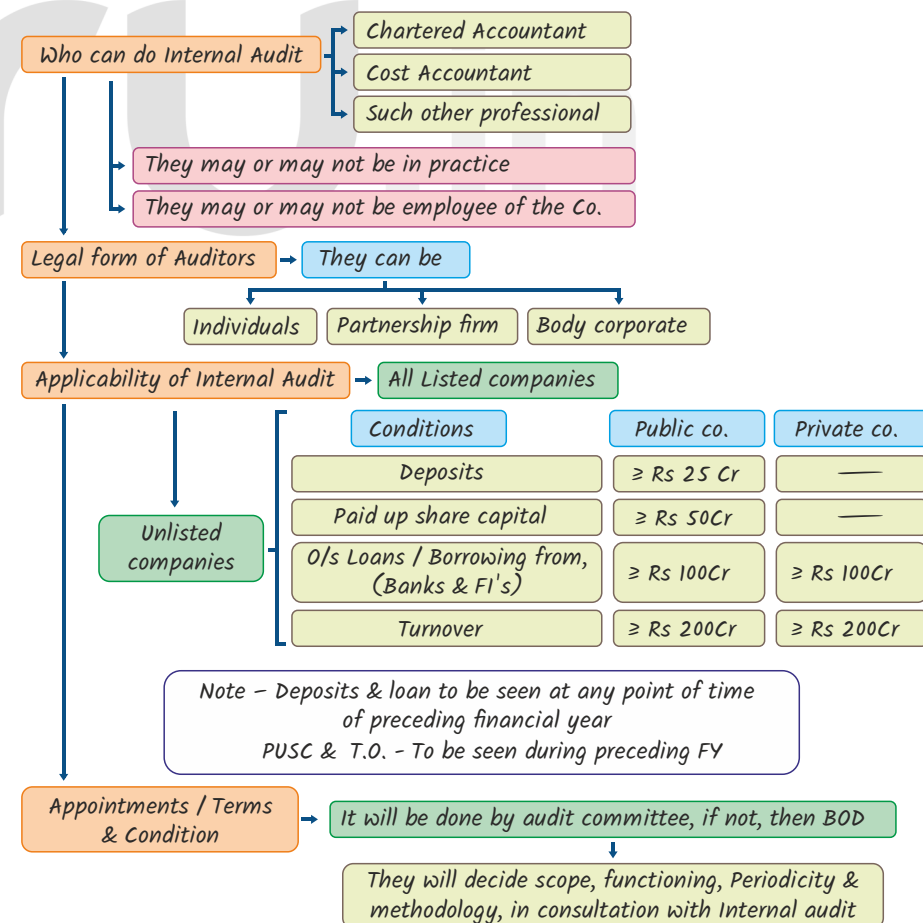 Who can do Internal Audit
Chartered Accountant
Cost Accountant
Such other professional
They may or may not be in practice
They may or may not be employee of the Co.
Legal form of Auditors
They can be
Individuals
Partnership firm
Body corporate
Applicability of Internal Audit
All Listed companies
Unlisted
companies
Conditions
Public co.
Private co.
Deposits
≥ Rs 25 Cr
—
Paid up share capital
≥ Rs 50Cr
—
O/s Loans / Borrowing from,
(Banks & FI's)
≥ Rs 100Cr
≥ Rs 100Cr
Turnover
≥ Rs 200Cr
≥ Rs 200Cr
Note – Deposits & loan to be seen at any point of time
of preceding financial year
PUSC & T.O. - To be seen during preceding FY
Appointments / Terms
& Condition
It will be done by audit committee, if not, then BOD
They will decide scope, functioning, Periodicity &
methodology, in consultation with Internal audit